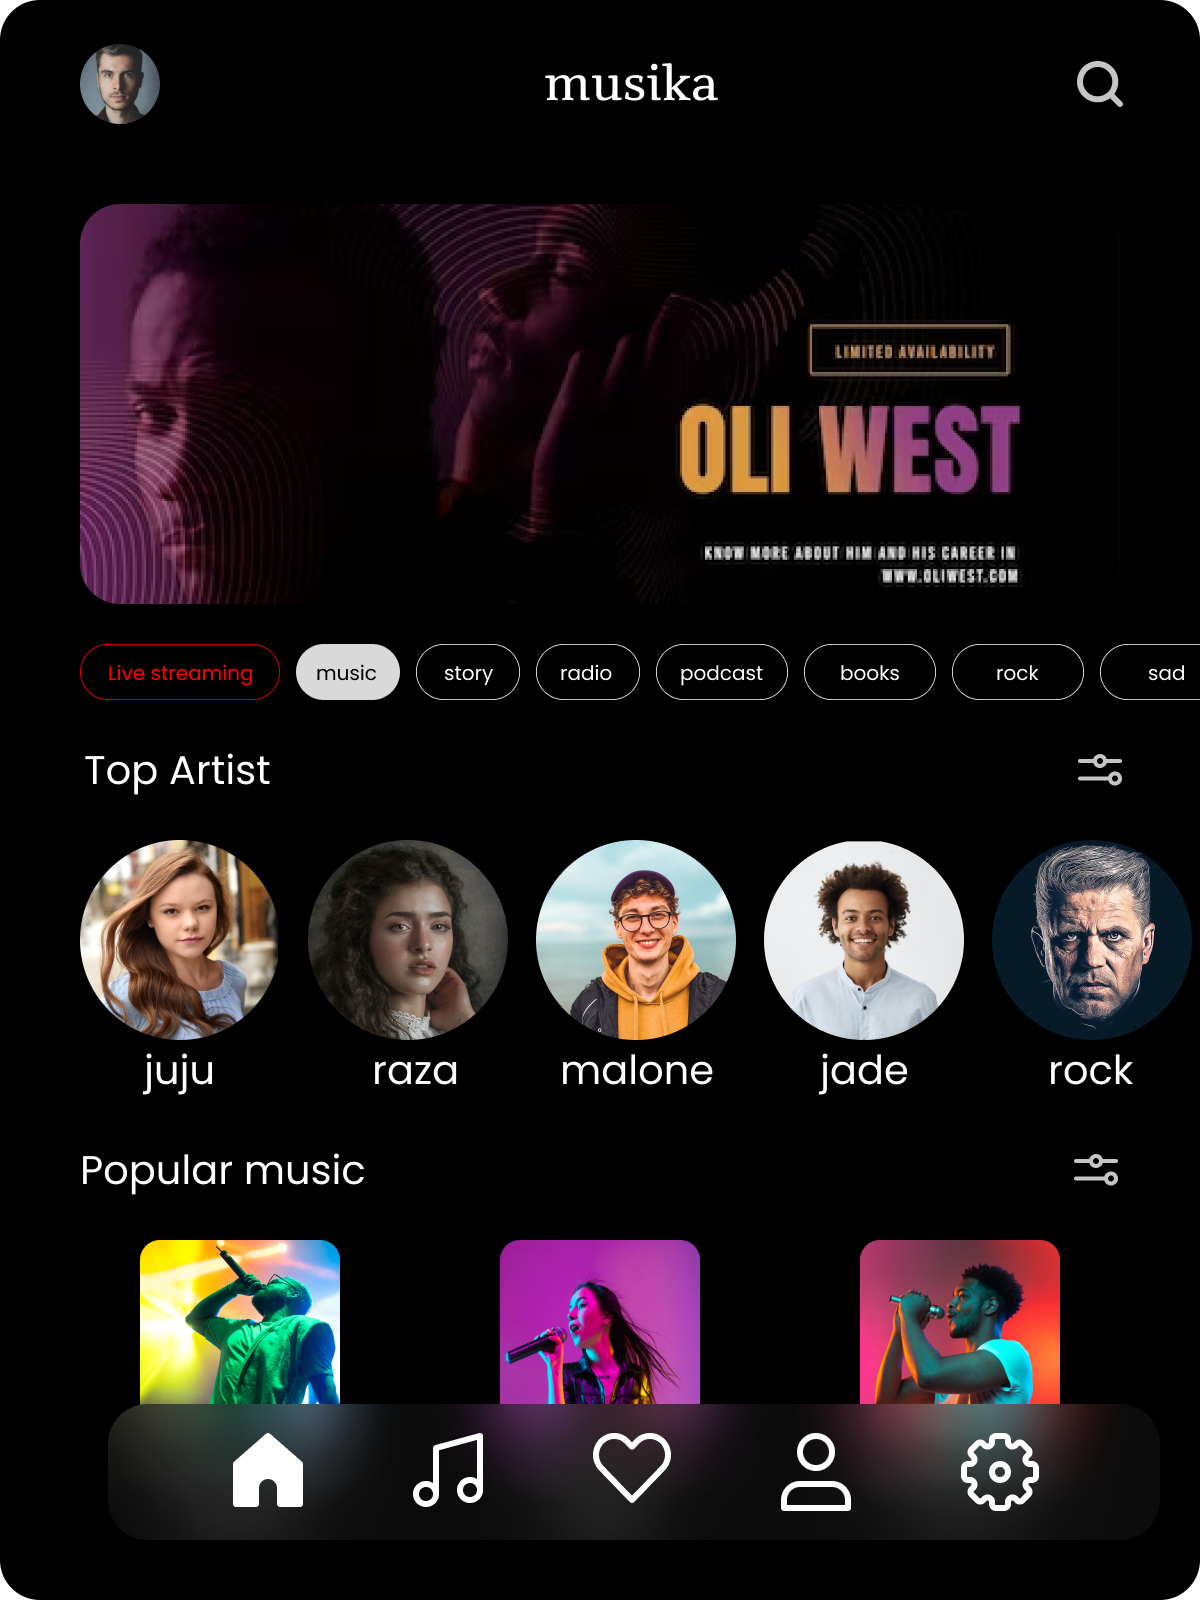 musika
LIMITED AVAILABILITY
OLI WEST
KNOW MORE ABOUT HIM AND HIS CAREER IN
WWW.OLIWEST.COM
Live streaming music story radio podcast books rock sad
Top Artist
juju raza malone jade rock
Popular music